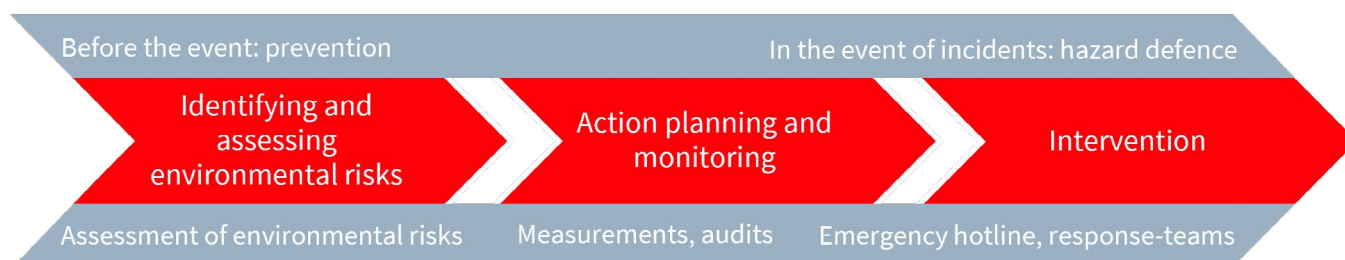 Before the event: prevention
In the event of incidents: hazard defence
Identifying and
assessing
environmental risks
Action planning and
monitoring
Intervention
Assessment of environmental risks
Measurements, audits
Emergency hotline, response-teams